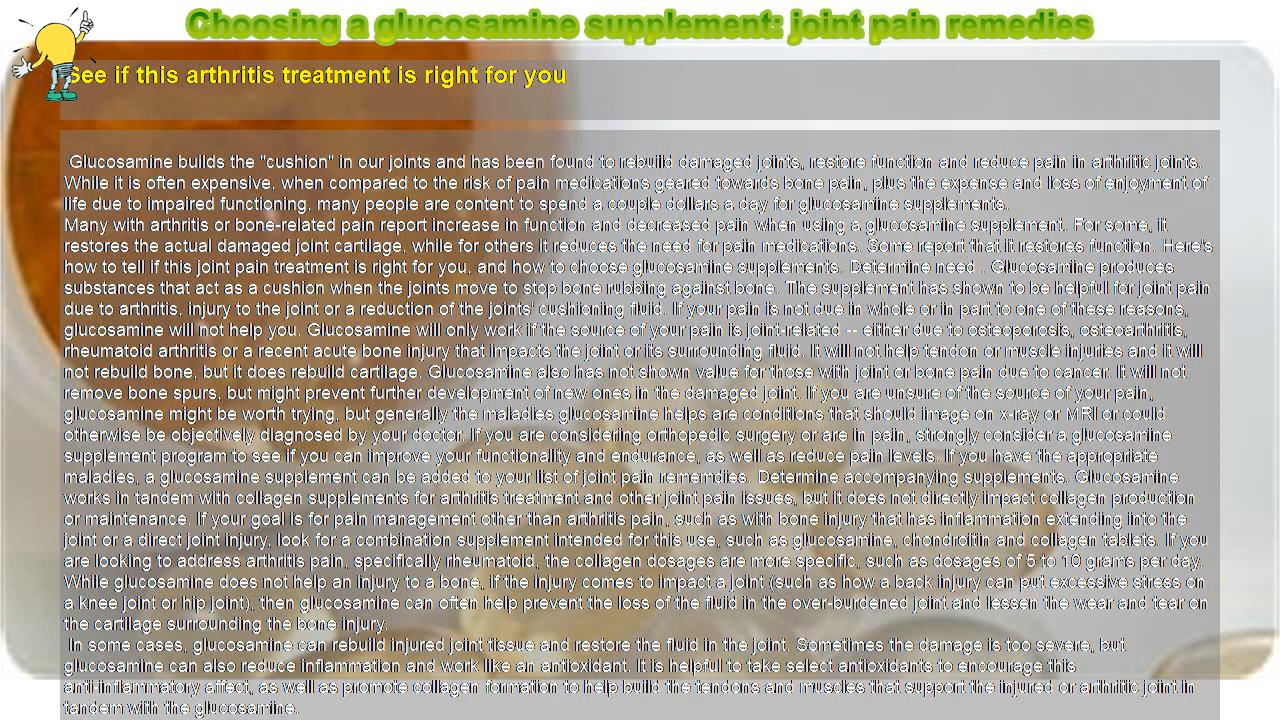 Choosing a glucosamine supplement: joint pain remedies
See if this arthritis treatment is right for you
Glucosamine builds the "cushion" in our joints and has been found to rebuild damaged joints, restore function and reduce pain in arthritic joints.
While it is often expensive, when compared to the risk of pain medications geared towards bone pain, plus the expense and loss of enjoyment of
life due to impaired functioning, many people are content to spend a couple dollars a day for glucosamine supplements.
Many with arthritis or bone-related pain report increase in function and decreased pain when using a glucosamine supplement. For some, it
restores the actual damaged joint cartilage, while for others it reduces the need for pain medications. Some report that it restores function. Here's
how to tell if this joint pain treatment is right for you, and how to choose glucosamine supplements. Determine need . Glucosamine produces
substances that act as a cushion when the joints move to stop bone rubbing against bone. The supplement has shown to be helpful for joint pain
due to arthritis, injury to the joint or a reduction of the joints' cushioning fluid. If your pain is not due in whole or in part to one of these reasons,
glucosamine will not help you. Glucosamine will only work if the source of your pain is joint-related -- either due to osteoporosis, osteoarthritis,
rheumatoid arthritis or a recent acute bone injury that impacts the joint or its surrounding fluid. It will not help tendon or muscle injuries and it will
not rebuild bone, but it does rebuild cartilage. Glucosamine also has not shown value for those with joint or bone pain due to cancer. It will not
remove bone spurs, but might prevent further development of new ones in the damaged joint. If you are unsure of the source of your pain,
glucosamine might be worth trying, but generally the maladies glucosamine helps are conditions that should image on x-ray or MRI or could
otherwise be objectively diagnosed by your doctor. If you are considering orthopedic surgery or are in pain, strongly consider a glucosamine
supplement program to see if you can improve your functionality and endurance, as well as reduce pain levels. If you have the appropriate
maladies, a glucosamine supplement can be added to your list of joint pain rememdies. Determine accompanying supplements. Glucosamine
works in tandem with collagen supplements for arthritis treatment and other joint pain issues, but it does not directly impact collagen production
or maintenance. If your goal is for pain management other than arthritis pain, such as with bone injury that has inflammation extending into the
joint or a direct joint injury, look for a combination supplement intended for this use, such as glucosamine, chondroitin and collagen tablets. If you
are looking to address arthritis pain, specifically rheumatoid, the collagen dosages are more specific, such as dosages of 5 to 10 grams per day.
While glucosamine does not help an injury to a bone, if the injury comes to impact a joint (such as how a back injury can put excessive stress on
a knee joint or hip joint), then glucosamine can often help prevent the loss of the fluid in the over-burdened joint and lessen the wear and tear on
the cartilage surrounding the bone injury.
In some cases, glucosamine can rebuild injured joint tissue and restore the fluid in the joint. Sometimes the damage is too severe, but
glucosamine can also reduce inflammation and work like an antioxidant. It is helpful to take select antioxidants to encourage this
anti-inflammatory affect, as well as promote collagen formation to help build the tendons and muscles that support the injured or arthritic joint in
tandem with the glucosamine.